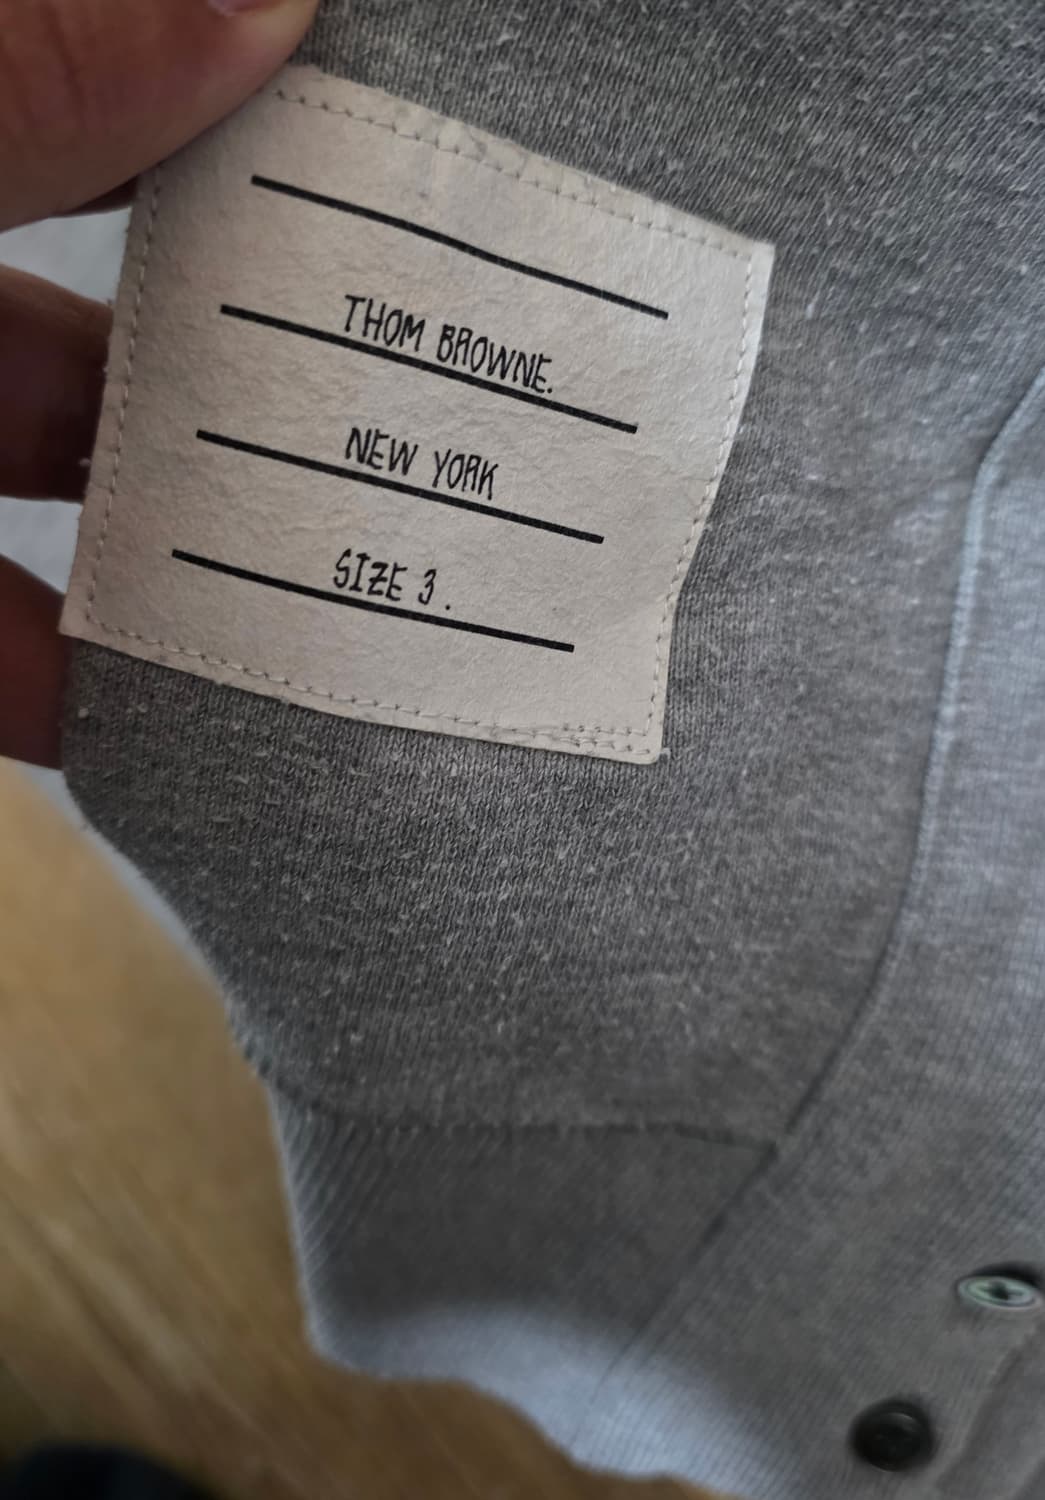 THOM BROWNE.
NEW YORK
SIZE 3.